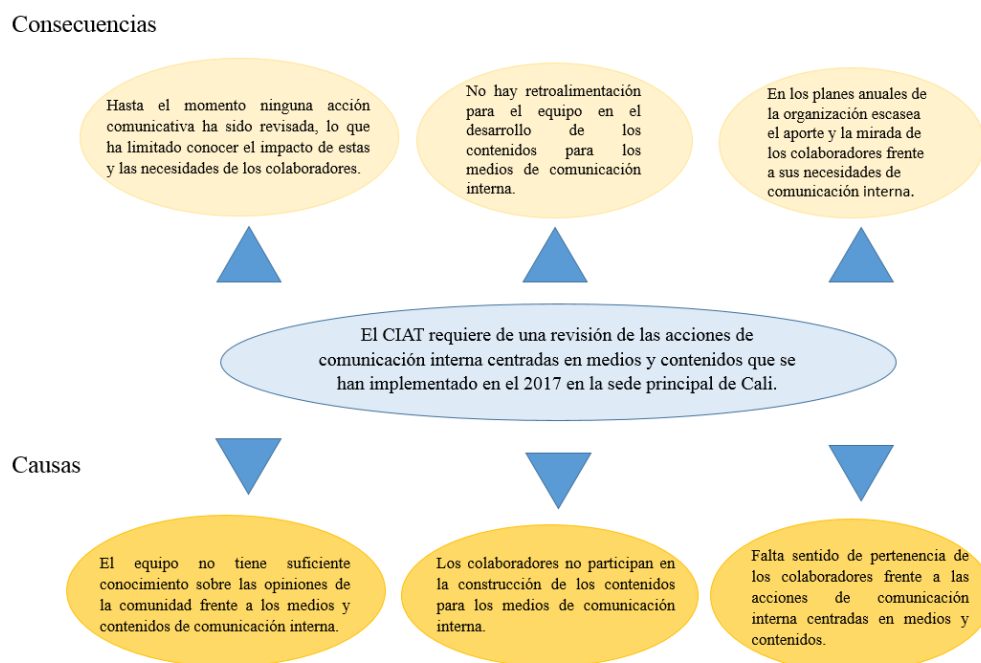 Consecuencias
Hasta el momento ninguna acción
comunicativa ha sido revisada, lo que
ha limitado conocer el impacto de estas
y las necesidades de los colaboradores.
No hay retroalimentación
para el equipo en el
desarrollo de los
contenidos para los
medios de comunicación
interna.
En los planes anuales de
la organización escasea
el aporte y la mirada de
los colaboradores frente
a sus necesidades de
comunicación interna.
El CIAT requiere de una revisión de las acciones de
comunicación interna centradas en medios y contenidos que se
han implementado en el 2017 en la sede principal de Cali.
Causas
El equipo no tiene suficiente
conocimiento sobre las opiniones de
la comunidad frente a los medios y
contenidos de comunicación interna.
Los colaboradores no participan en
la construcción de los contenidos
para los medios de comunicación
interna.
Falta sentido de pertenencia de
los colaboradores frente a las
acciones de comunicación
interna centradas en medios y
contenidos.